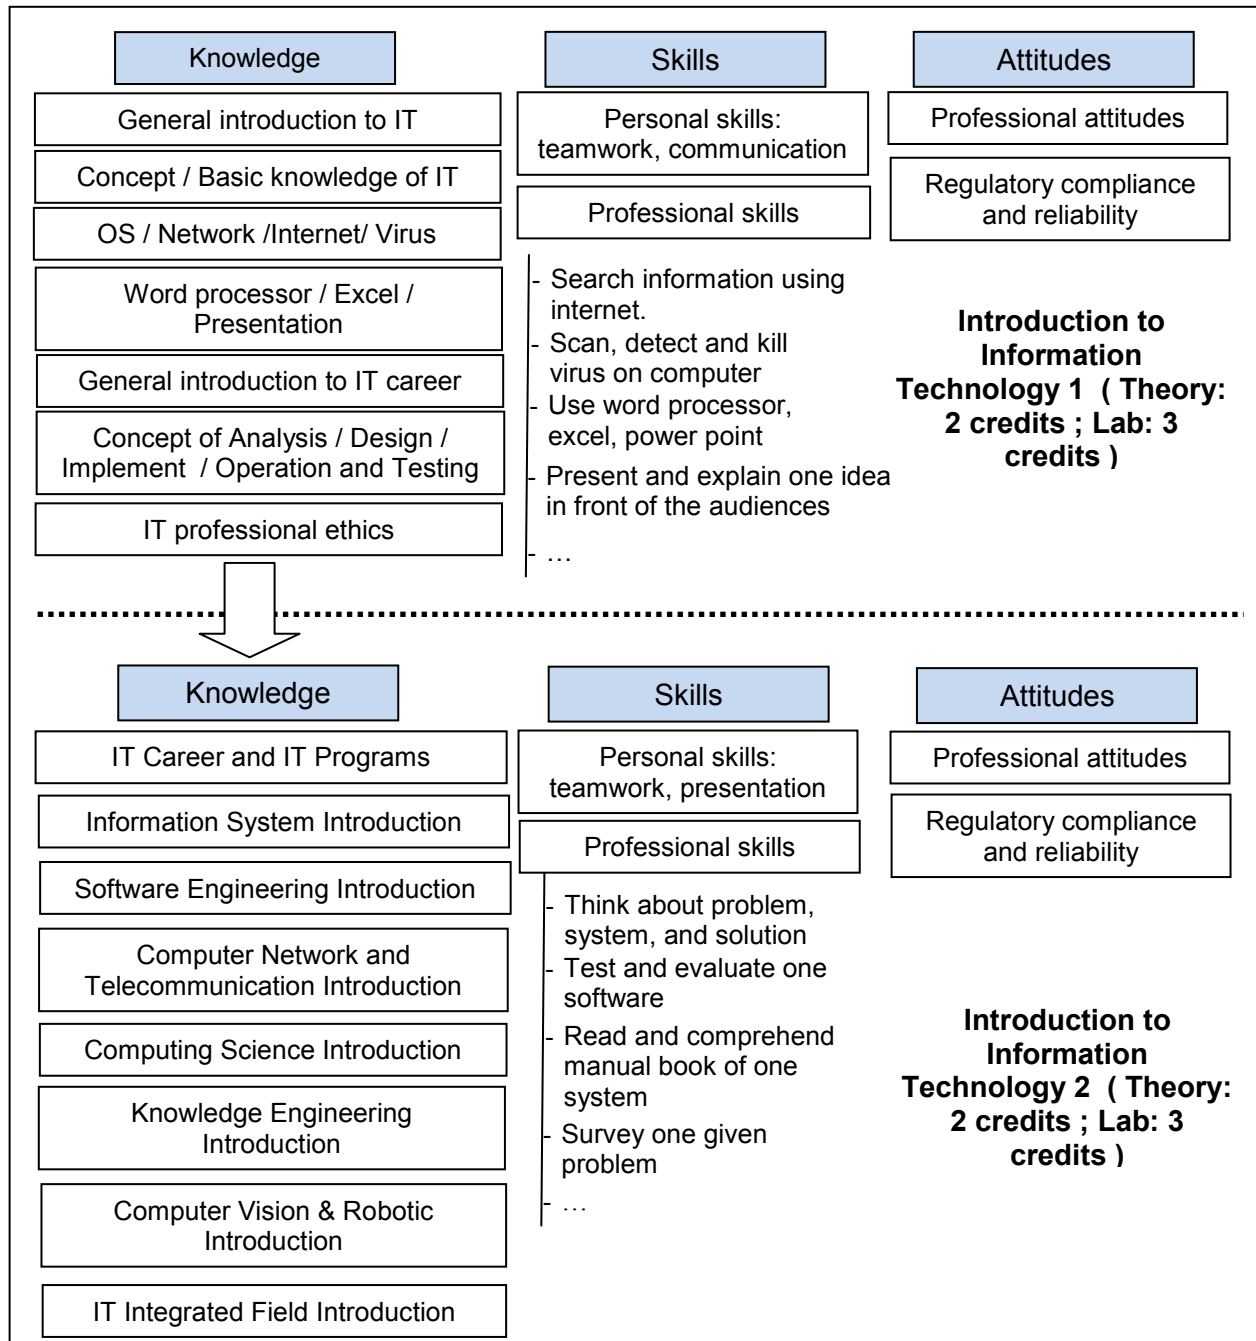 Knowledge
General introduction to IT
Concept / Basic knowledge of IT
OS / Network /Internet/ Virus
Word processor / Excel /
Presentation
General introduction to IT career
Concept of Analysis / Design /
Implement / Operation and Testing
IT professional ethics
Skills
Personal skills:
teamwork, communication
Professional skills
- Search information using
internet.
- Scan, detect and kill
virus on computer
- Use word processor,
excel, power point
- Present and explain one idea
in front of the audiences
- …
Attitudes
Professional attitudes
Regulatory compliance
and reliability
Introduction to
Information
Technology 1 ( Theory:
2 credits ; Lab: 3
credits )
Knowledge
IT Career and IT Programs
Information System Introduction
Software Engineering Introduction
Computer Network and
Telecommunication Introduction
Computing Science Introduction
Knowledge Engineering
Introduction
Computer Vision & Robotic
Introduction
IT Integrated Field Introduction
Skills
Personal skills:
teamwork, presentation
Professional skills
- Think about problem,
system, and solution
- Test and evaluate one
software
- Read and comprehend
manual book of one
system
- Survey one given
problem
- …
Attitudes
Professional attitudes
Regulatory compliance
and reliability
Introduction to
Information
Technology 2 ( Theory:
2 credits ; Lab: 3
credits )